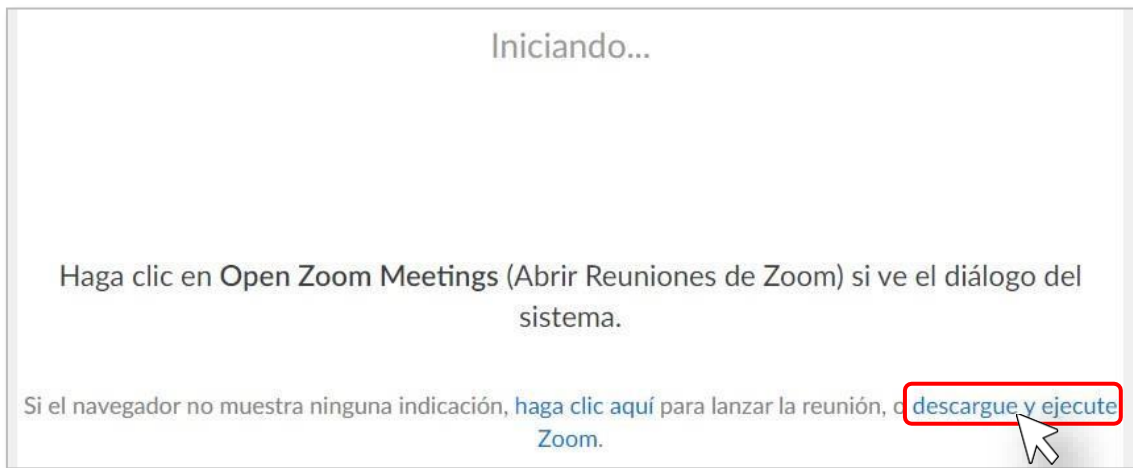 Iniciando...
Haga clic en Open Zoom Meetings (Abrir Reuniones de Zoom) si ve el diálogo del
sistema.
Si el navegador no muestra ninguna indicación, haga clic aquí para lanzar la reunión, o descargue y ejecute
Zoom.